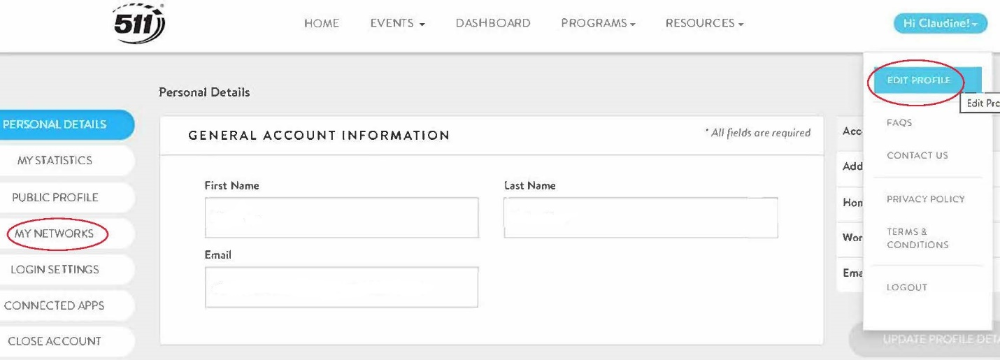 511
HOME EVENTS DASHBOARD PROGRAMS RESOURCES Hi Claudine!
EDIT PROFILE
Edit Pro
FAQS
CONTACT US
PRIVACY POLICY
TERMS &
CONDITIONS
LOGOUT
Personal Details
PERSONAL DETAILS
MY STATISTICS
PUBLIC PROFILE
MY NETWORKS
LOGIN SETTINGS
CONNECTED APPS
CLOSE ACCOUNT
GENERAL ACCOUNT INFORMATION * All fields are required
First Name Last Name
Email
Acc
Add
Hon
Wor
Ema
UPDATE PROFILE DETA